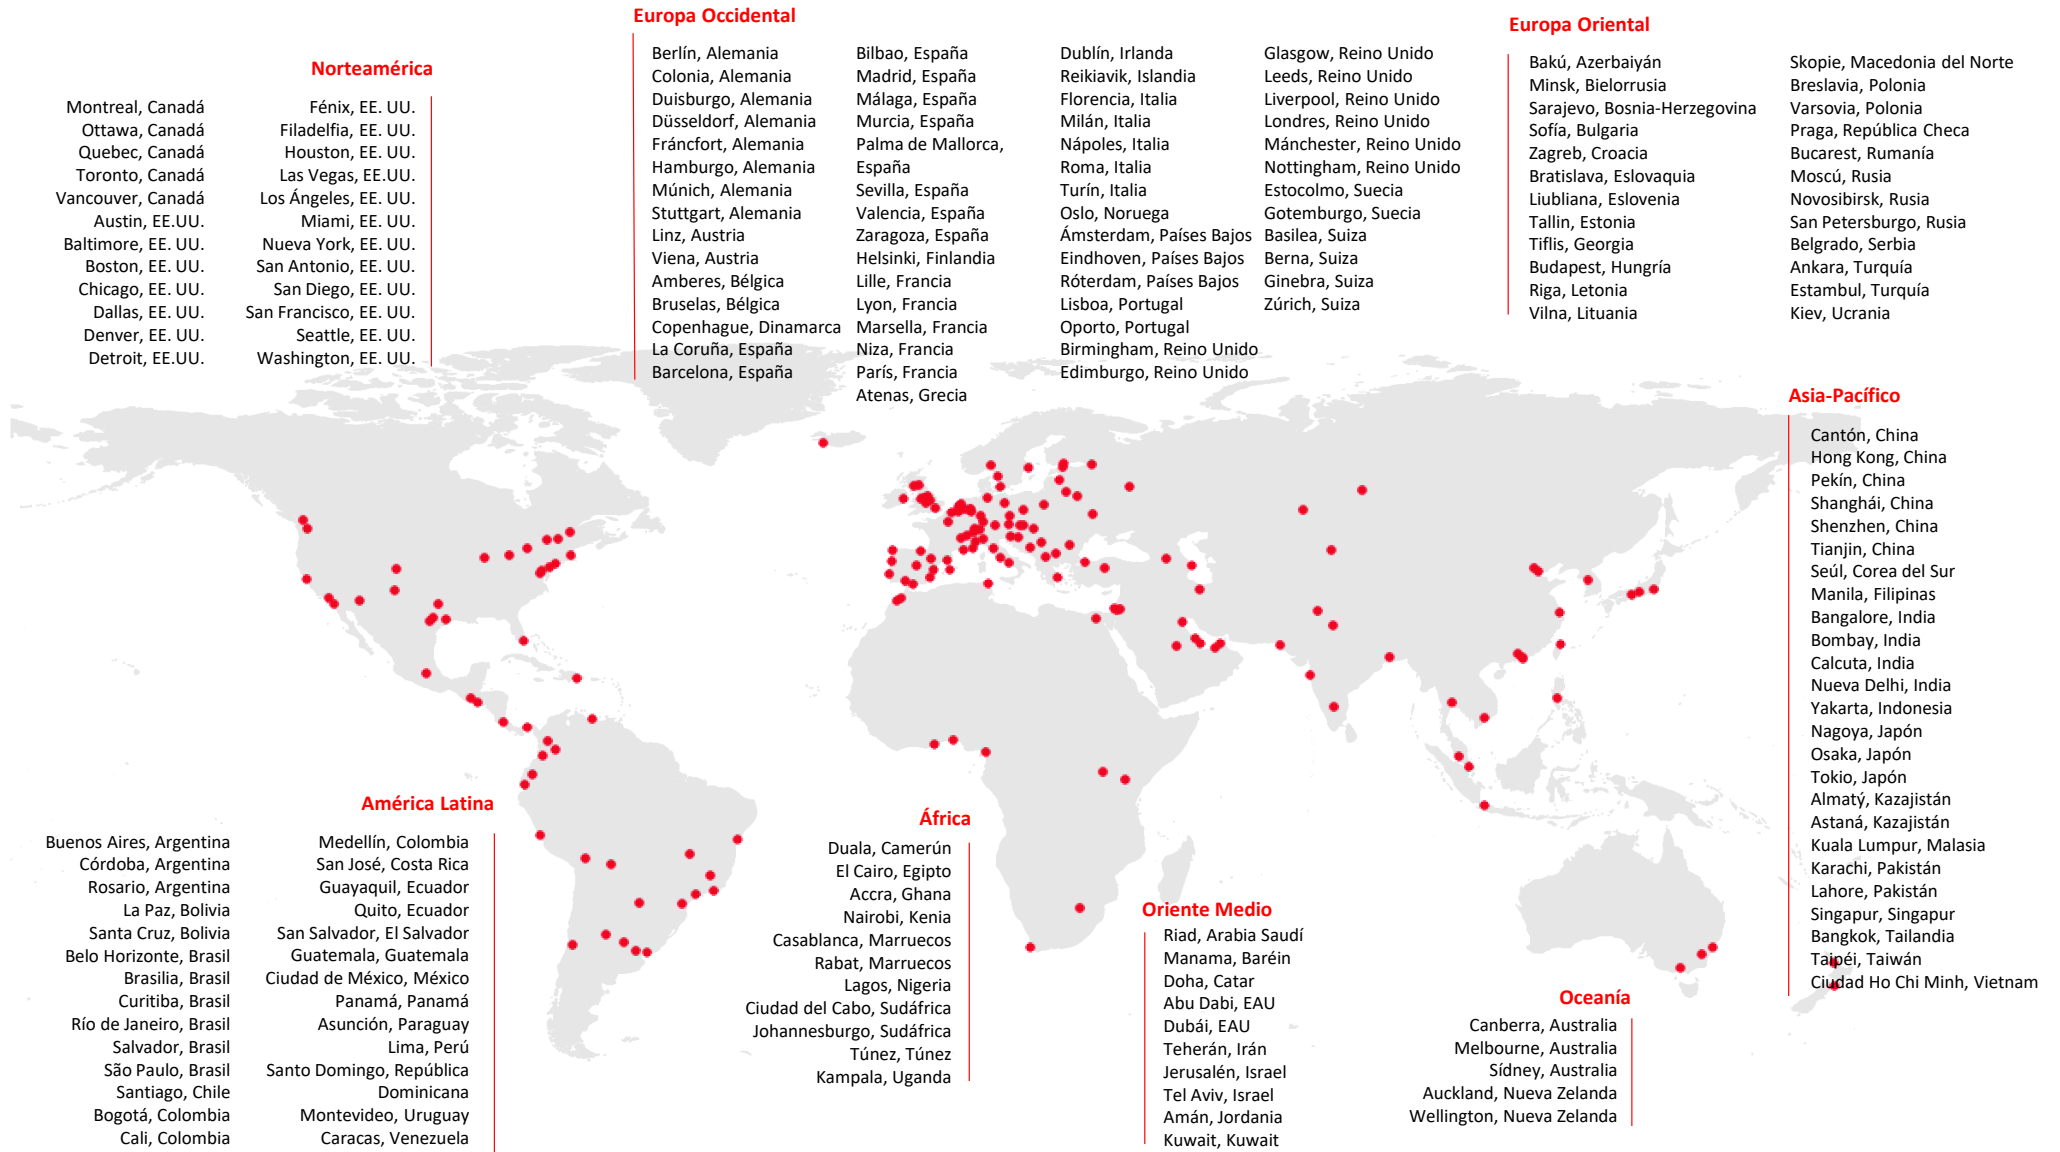 Europa Occidental
Berlín, Alemania
Colonia, Alemania
Duisburgo, Alemania
Düsseldorf, Alemania
Fráncfort, Alemania
Hamburgo, Alemania
Múnich, Alemania
Stuttgart, Alemania
Linz, Austria
Viena, Austria
Amberes, Bélgica
Bruselas, Bélgica
Copenhague, Dinamarca
La Coruña, España
Barcelona, España
Bilbao, España
Madrid, España
Málaga, España
Murcia, España
Palma de Mallorca,
España
Sevilla, España
Valencia, España
Zaragoza, España
Helsinki, Finlandia
Lille, Francia
Lyon, Francia
Marsella, Francia
Niza, Francia
París, Francia
Atenas, Grecia
Dublín, Irlanda
Reikiavik, Islandia
Florencia, Italia
Milán, Italia
Nápoles, Italia
Roma, Italia
Turín, Italia
Oslo, Noruega
Ámsterdam, Países Bajos
Eindhoven, Países Bajos
Róterdam, Países Bajos
Lisboa, Portugal
Oporto, Portugal
Birmingham, Reino Unido
Edimburgo, Reino Unido
Glasgow, Reino Unido
Leeds, Reino Unido
Liverpool, Reino Unido
Londres, Reino Unido
Mánchester, Reino Unido
Nottingham, Reino Unido
Estocolmo, Suecia
Gotemburgo, Suecia
Basilea, Suiza
Berna, Suiza
Ginebra, Suiza
Zúrich, Suiza
Europa Oriental
Bakú, Azerbaiyán
Minsk, Bielorrusia
Sarajevo, Bosnia-Herzegovina
Sofía, Bulgaria
Zagreb, Croacia
Bratislava, Eslovaquia
Liubliana, Eslovenia
Tallin, Estonia
Tiflis, Georgia
Budapest, Hungría
Riga, Letonia
Vilna, Lituania
Skopie, Macedonia del Norte
Breslavia, Polonia
Varsovia, Polonia
Praga, República Checa
Bucarest, Rumanía
Moscú, Rusia
Novosibirsk, Rusia
San Petersburgo, Rusia
Belgrado, Serbia
Ankara, Turquía
Estambul, Turquía
Kiev, Ucrania
Norteamérica
Montreal, Canadá
Ottawa, Canadá
Quebec, Canadá
Toronto, Canadá
Vancouver, Canadá
Austin, EE.UU.
Baltimore, EE. UU.
Boston, EE. UU.
Chicago, EE. UU.
Dallas, EE. UU.
Denver, EE. UU.
Detroit, EE.UU.
Fénix, EE. UU.
Filadelfia, EE. UU.
Houston, EE. UU.
Las Vegas, EE.UU.
Los Ángeles, EE. UU.
Miami, EE. UU.
Nueva York, EE. UU.
San Antonio, EE. UU.
San Diego, EE. UU.
San Francisco, EE. UU.
Seattle, EE. UU.
Washington, EE. UU.
Asia-Pacífico
Cantón, China
Hong Kong, China
Pekín, China
Shanghái, China
Shenzhen, China
Tianjin, China
Seúl, Corea del Sur
Manila, Filipinas
Bangalore, India
Bombay, India
Calcuta, India
Nueva Delhi, India
Yakarta, Indonesia
Nagoya, Japón
Osaka, Japón
Tokio, Japón
Almatý, Kazajistán
Astaná, Kazajistán
Kuala Lumpur, Malasia
Karachi, Pakistán
Lahore, Pakistán
Singapur, Singapur
Bangkok, Tailandia
Taipéi, Taiwán
Ciudad Ho Chi Minh, Vietnam
América Latina
Buenos Aires, Argentina
Córdoba, Argentina
Rosario, Argentina
La Paz, Bolivia
Santa Cruz, Bolivia
Belo Horizonte, Brasil
Brasilia, Brasil
Curitiba, Brasil
Río de Janeiro, Brasil
Salvador, Brasil
São Paulo, Brasil
Santiago, Chile
Bogotá, Colombia
Cali, Colombia
Medellín, Colombia
San José, Costa Rica
Guayaquil, Ecuador
Quito, Ecuador
San Salvador, El Salvador
Guatemala, Guatemala
Ciudad de México, México
Panamá, Panamá
Asunción, Paraguay
Lima, Perú
Santo Domingo, República
Dominicana
Montevideo, Uruguay
Caracas, Venezuela
África
Duala, Camerún
El Cairo, Egipto
Accra, Ghana
Nairobi, Kenia
Casablanca, Marruecos
Rabat, Marruecos
Lagos, Nigeria
Ciudad del Cabo, Sudáfrica
Johannesburgo, Sudáfrica
Túnez, Túnez
Kampala, Uganda
Oriente Medio
Riad, Arabia Saudí
Manama, Baréin
Doha, Catar
Abu Dabi, EAU
Dubái, EAU
Teherán, Irán
Jerusalén, Israel
Tel Aviv, Israel
Amán, Jordania
Kuwait, Kuwait
Oceanía
Canberra, Australia
Melbourne, Australia
Sídney, Australia
Auckland, Nueva Zelanda
Wellington, Nueva Zelanda